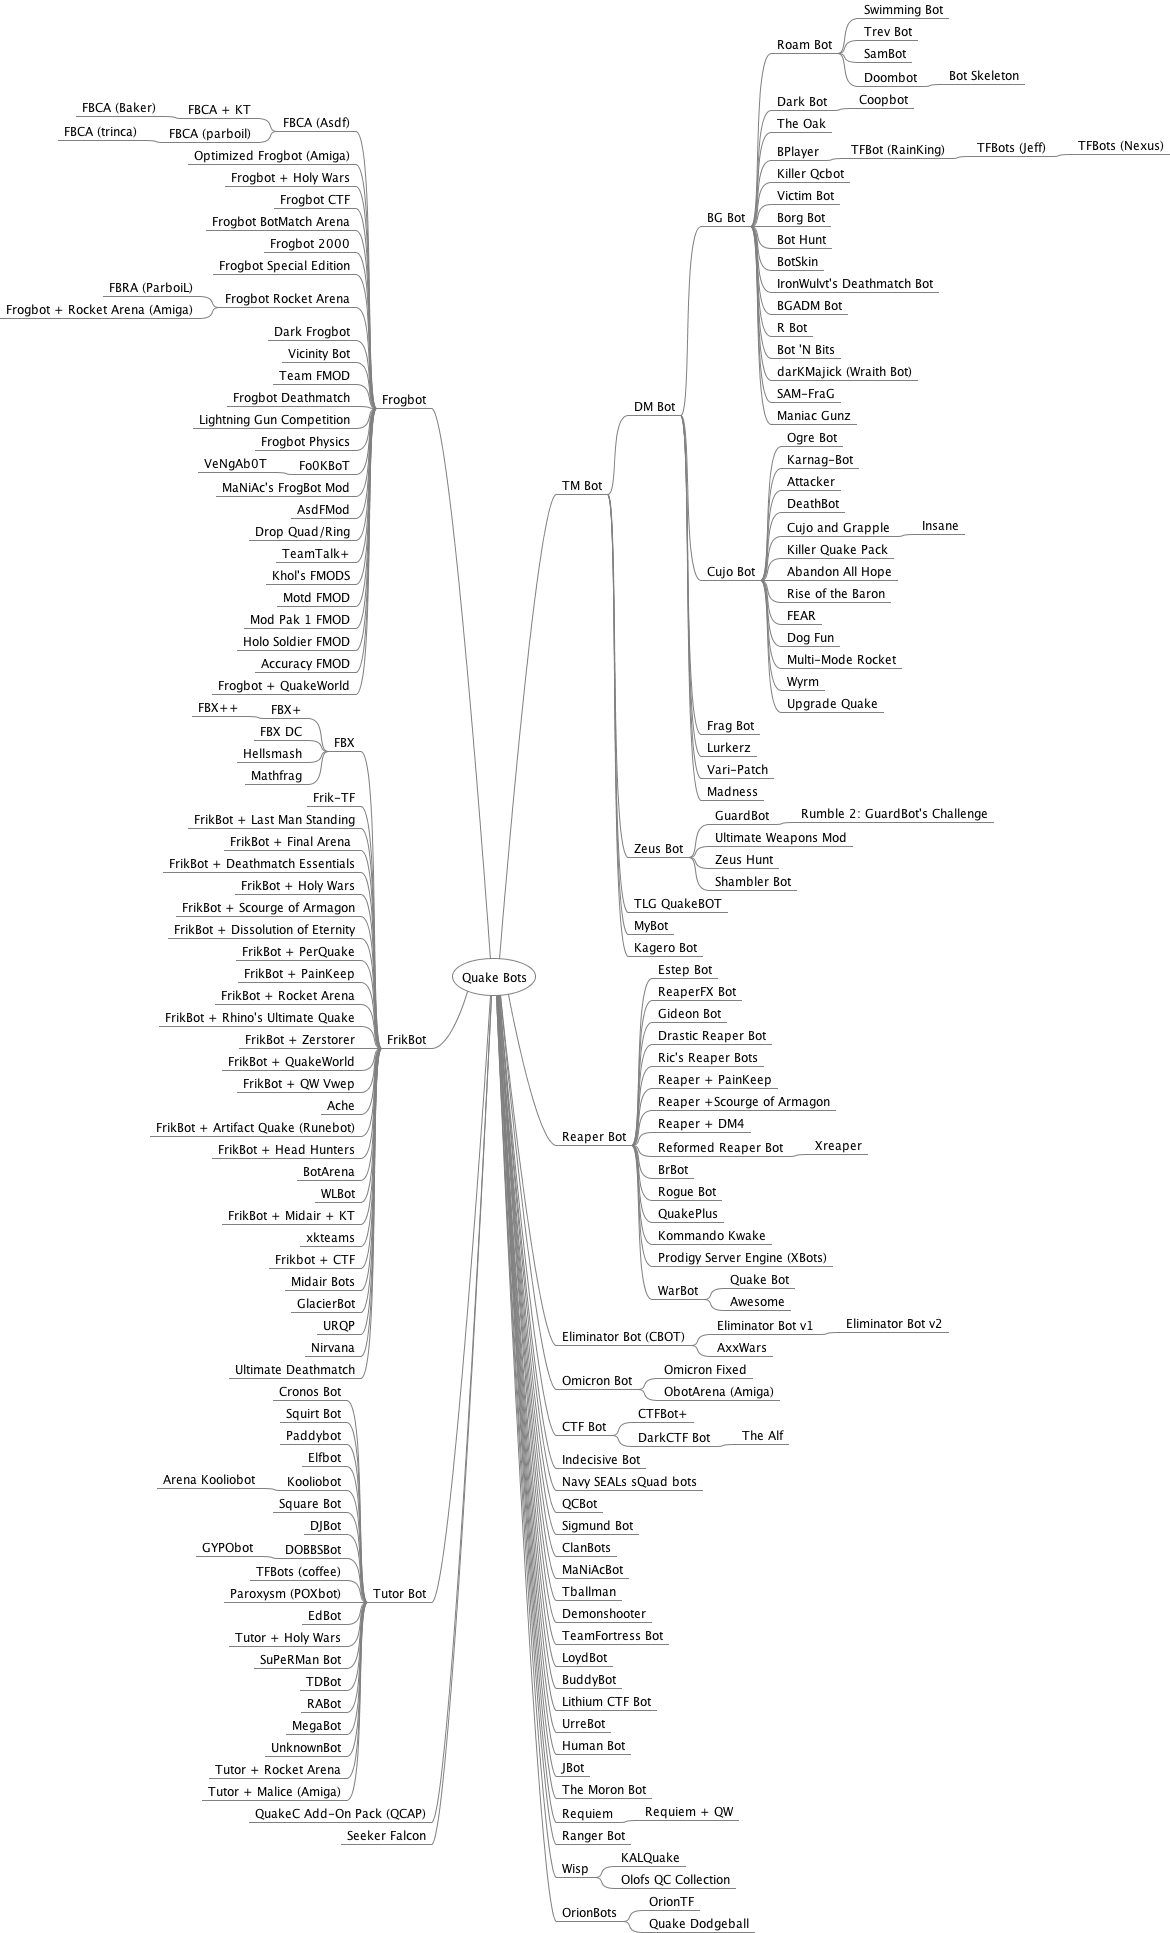 Quake Bots
Frogbot
FBCA (Asdf)
FBCA + KT
FBCA (Baker)
FBCA (parboil)
FBCA (trinca)
Optimized Frogbot (Amiga)
Frogbot + Holy Wars
Frogbot CTF
Frogbot BotMatch Arena
Frogbot 2000
Frogbot Special Edition
Frogbot Rocket Arena
FBRA (ParboiL)
Frogbot + Rocket Arena (Amiga)
Dark Frogbot
Vicinity Bot
Team FMOD
Frogbot Deathmatch
Lightning Gun Competition
Frogbot Physics
Fo0KBoT
VeNgAb0T
MaNiAc's FrogBot Mod
AsdFMod
Drop Quad/Ring
TeamTalk+
Khol's FMODS
Motd FMOD
Mod Pak 1 FMOD
Holo Soldier FMOD
Accuracy FMOD
Frogbot + QuakeWorld
FrikBot
FBX
FBX+
FBX++
FBX DC
Hellsmash
Mathfrag
Frik-TF
FrikBot + Last Man Standing
FrikBot + Final Arena
FrikBot + Deathmatch Essentials
FrikBot + Holy Wars
FrikBot + Scourge of Armagon
FrikBot + Dissolution of Eternity
FrikBot + PerQuake
FrikBot + PainKeep
FrikBot + Rocket Arena
FrikBot + Rhino's Ultimate Quake
FrikBot + Zerstorer
FrikBot + QuakeWorld
FrikBot + QW Vwep
Ache
FrikBot + Artifact Quake (Runebot)
FrikBot + Head Hunters
BotArena
WLBot
FrikBot + Midair + KT
xkteams
Frikbot + CTF
Midair Bots
GlacierBot
URQP
Nirvana
Ultimate Deathmatch
Tutor Bot
Cronos Bot
Squirt Bot
Paddybot
Elfbot
Kooliobot
Arena Kooliobot
Square Bot
DJBot
DOBBSBot
GYPObot
TFBots (coffee)
Paroxysm (POXbot)
EdBot
Tutor + Holy Wars
SuPeRMan Bot
TDBot
RABot
MegaBot
UnknownBot
Tutor + Rocket Arena
Tutor + Malice (Amiga)
QuakeC Add-On Pack (QCAP)
Seeker Falcon
TM Bot
DM Bot
BG Bot
Roam Bot
Swimming Bot
Trev Bot
SamBot
Doombot
Bot Skeleton
Dark Bot
Coopbot
The Oak
BPlayer
TFBot (RainKing)
TFBots (Jeff)
TFBots (Nexus)
Killer Qcbot
Victim Bot
Borg Bot
Bot Hunt
BotSkin
IronWulvt's Deathmatch Bot
BGADM Bot
R Bot
Bot 'N Bits
darKMajick (Wraith Bot)
SAM-FraG
Maniac Gunz
Cujo Bot
Ogre Bot
Karnag-Bot
Attacker
DeathBot
Cujo and Grapple
Insane
Killer Quake Pack
Abandon All Hope
Rise of the Baron
FEAR
Dog Fun
Multi-Mode Rocket
Wyrm
Upgrade Quake
Frag Bot
Lurkerz
Vari-Patch
Madness
Zeus Bot
GuardBot
Rumble 2: GuardBot's Challenge
Ultimate Weapons Mod
Zeus Hunt
Shambler Bot
TLG QuakeBOT
MyBot
Kagero Bot
Reaper Bot
Estep Bot
ReaperFX Bot
Gideon Bot
Drastic Reaper Bot
Ric's Reaper Bots
Reaper + PainKeep
Reaper +Scourge of Armagon
Reaper + DM4
Reformed Reaper Bot
Xreaper
BrBot
Rogue Bot
QuakePlus
Kommando Kwake
Prodigy Server Engine (XBots)
WarBot
Quake Bot
Awesome
Eliminator Bot (CBOT)
Eliminator Bot v1
Eliminator Bot v2
AxxWars
Omicron Bot
Omicron Fixed
ObotArena (Amiga)
CTF Bot
CTFBot+
DarkCTF Bot
The Alf
Indecisive Bot
Navy SEALs sQuad bots
QCBot
Sigmund Bot
ClanBots
MaNiAcBot
Tballman
Demonshooter
TeamFortress Bot
LoydBot
BuddyBot
Lithium CTF Bot
UrreBot
Human Bot
JBot
The Moron Bot
Requiem
Requiem + QW
Ranger Bot
Wisp
KALQuake
Olofs QC Collection
OrionBots
OrionTF
Quake Dodgeball